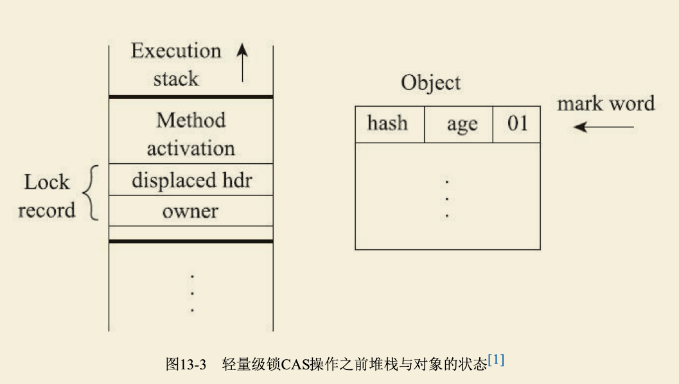 Execution
stack
Method
activation
Lock
record
displaced hdr
owner
Object
hash age 01
mark word
图13-3 轻量级锁CAS操作之前堆栈与对象的状态[1]